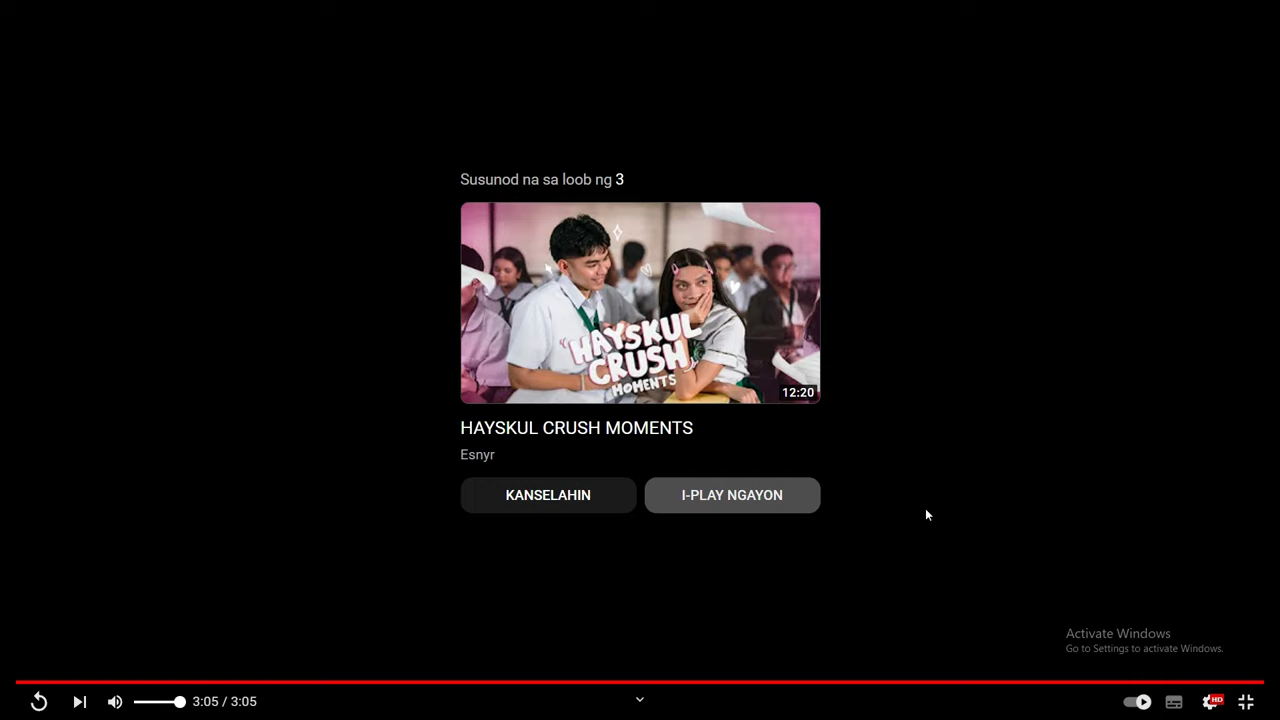 Susunod na sa loob ng 3
HAYSKUL
CRUSH
MOMENTS
12:20
HAYSKUL CRUSH MOMENTS
Esnyr
KANSELAHIN
I-PLAY NGAYON
Activate Windows
Go to Settings to activate Windows.
3:05 / 3:05
HD